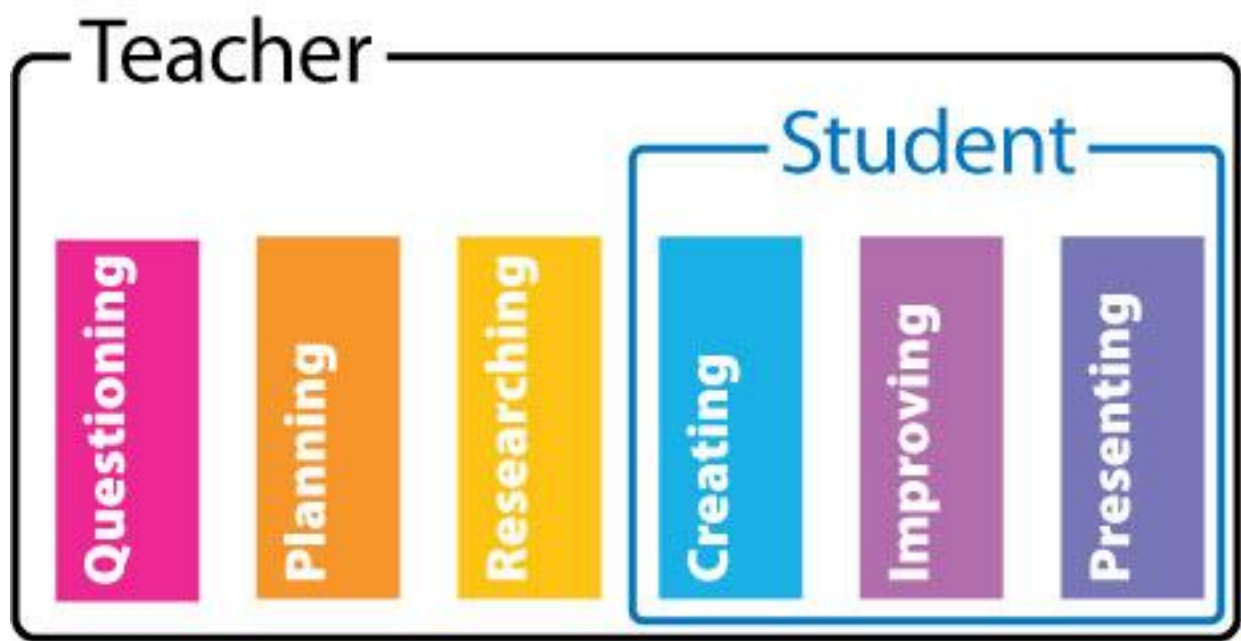 Teacher
Student
Questioning
Planning
Researching
Creating
Improving
Presenting